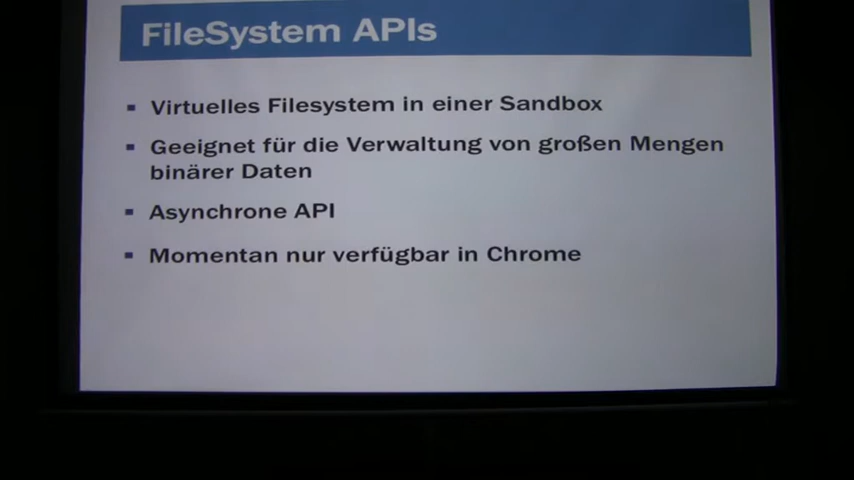 FileSystem APIs
▪ Virtuelles Filesystem in einer Sandbox
▪ Geeignet für die Verwaltung von großen Mengen
binärer Daten
▪ Asynchrone API
▪ Momentan nur verfügbar in Chrome